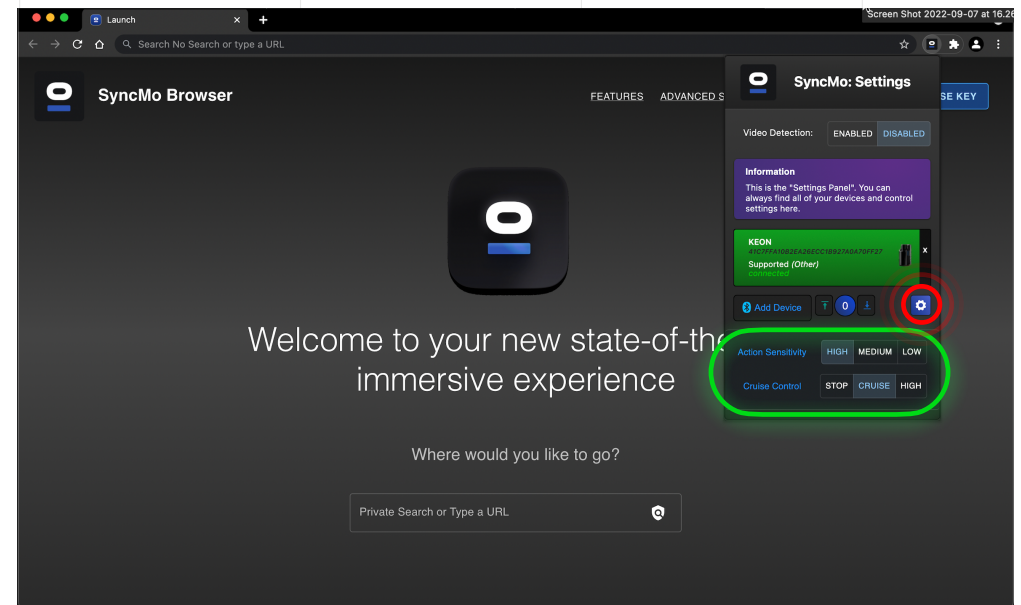 Screen Shot 2022-09-07 at 16.26
Launch
Search No Search or type a URL
SyncMo Browser
FEATURES
ADVANCED S
SE KEY
SyncMo: Settings
Video Detection:
ENABLED
DISABLED
Information
This is the "Settings Panel". You can
always find all of your devices and control
settings here.
KEON
Supported (Other)
connected
x
Add Device
0
Action Sensitivity
HIGH
MEDIUM
LOW
Cruise Control
STOP
CRUISE
HIGH
Welcome to your new state-of-the
immersive experience
Where would you like to go?
Private Search or Type a URL